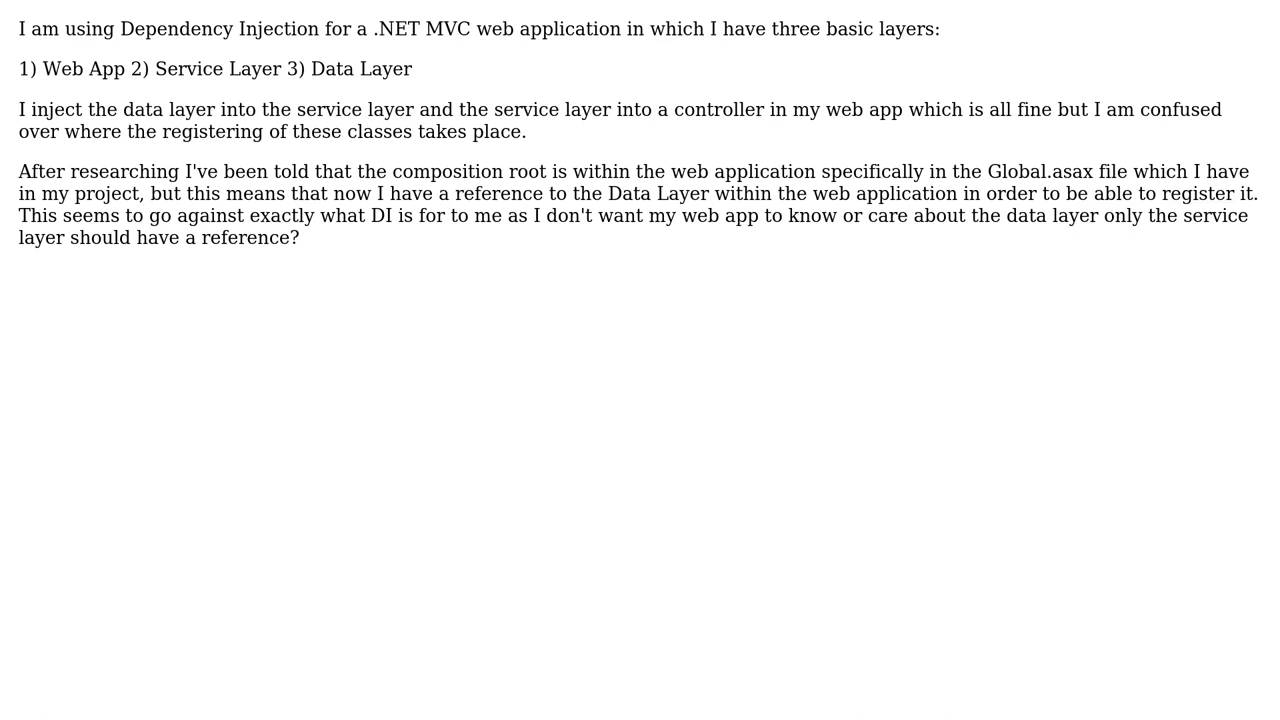 I am using Dependency Injection for a .NET MVC web application in which I have three basic layers:
1) Web App 2) Service Layer 3) Data Layer
I inject the data layer into the service layer and the service layer into a controller in my web app which is all fine but I am confused
over where the registering of these classes takes place.
After researching I've been told that the composition root is within the web application specifically in the Global.asax file which I have
in my project, but this means that now I have a reference to the Data Layer within the web application in order to be able to register it.
This seems to go against exactly what DI is for to me as I don't want my web app to know or care about the data layer only the service
layer should have a reference?